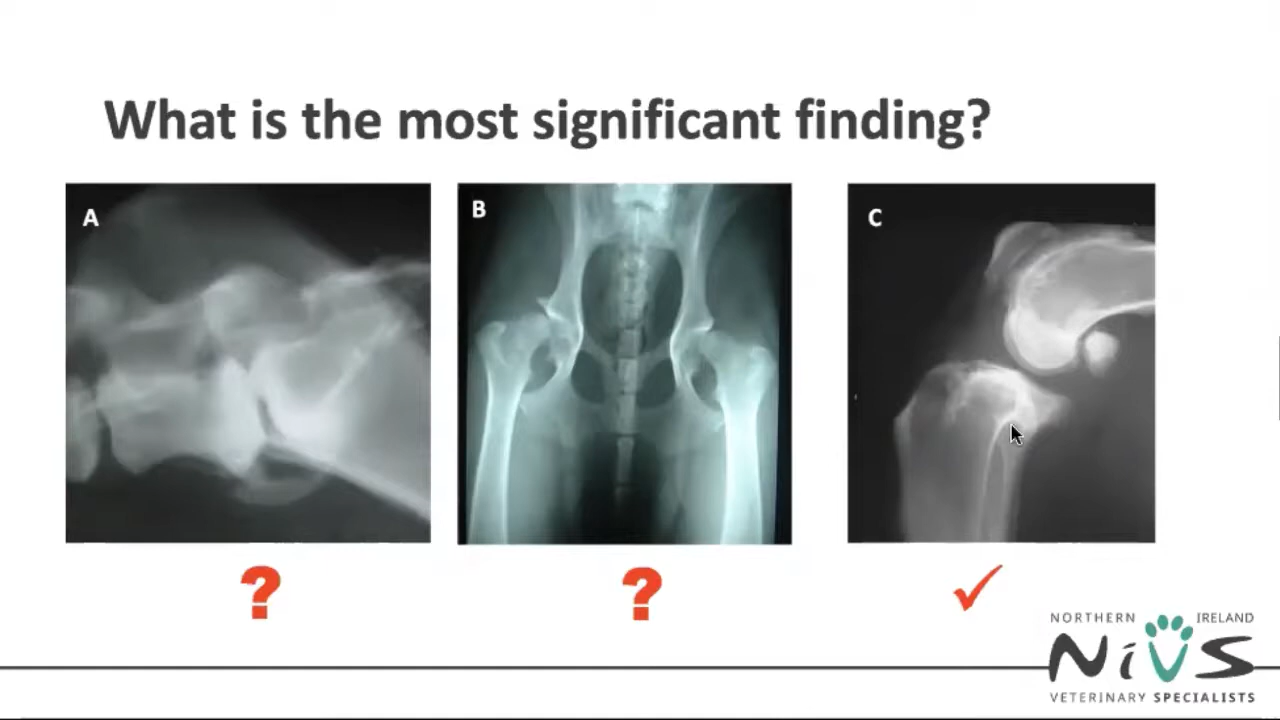 What is the most significant finding?
A
B
C
?
?
NORTHERN IRELAND
NiVS
VETERINARY SPECIALISTS